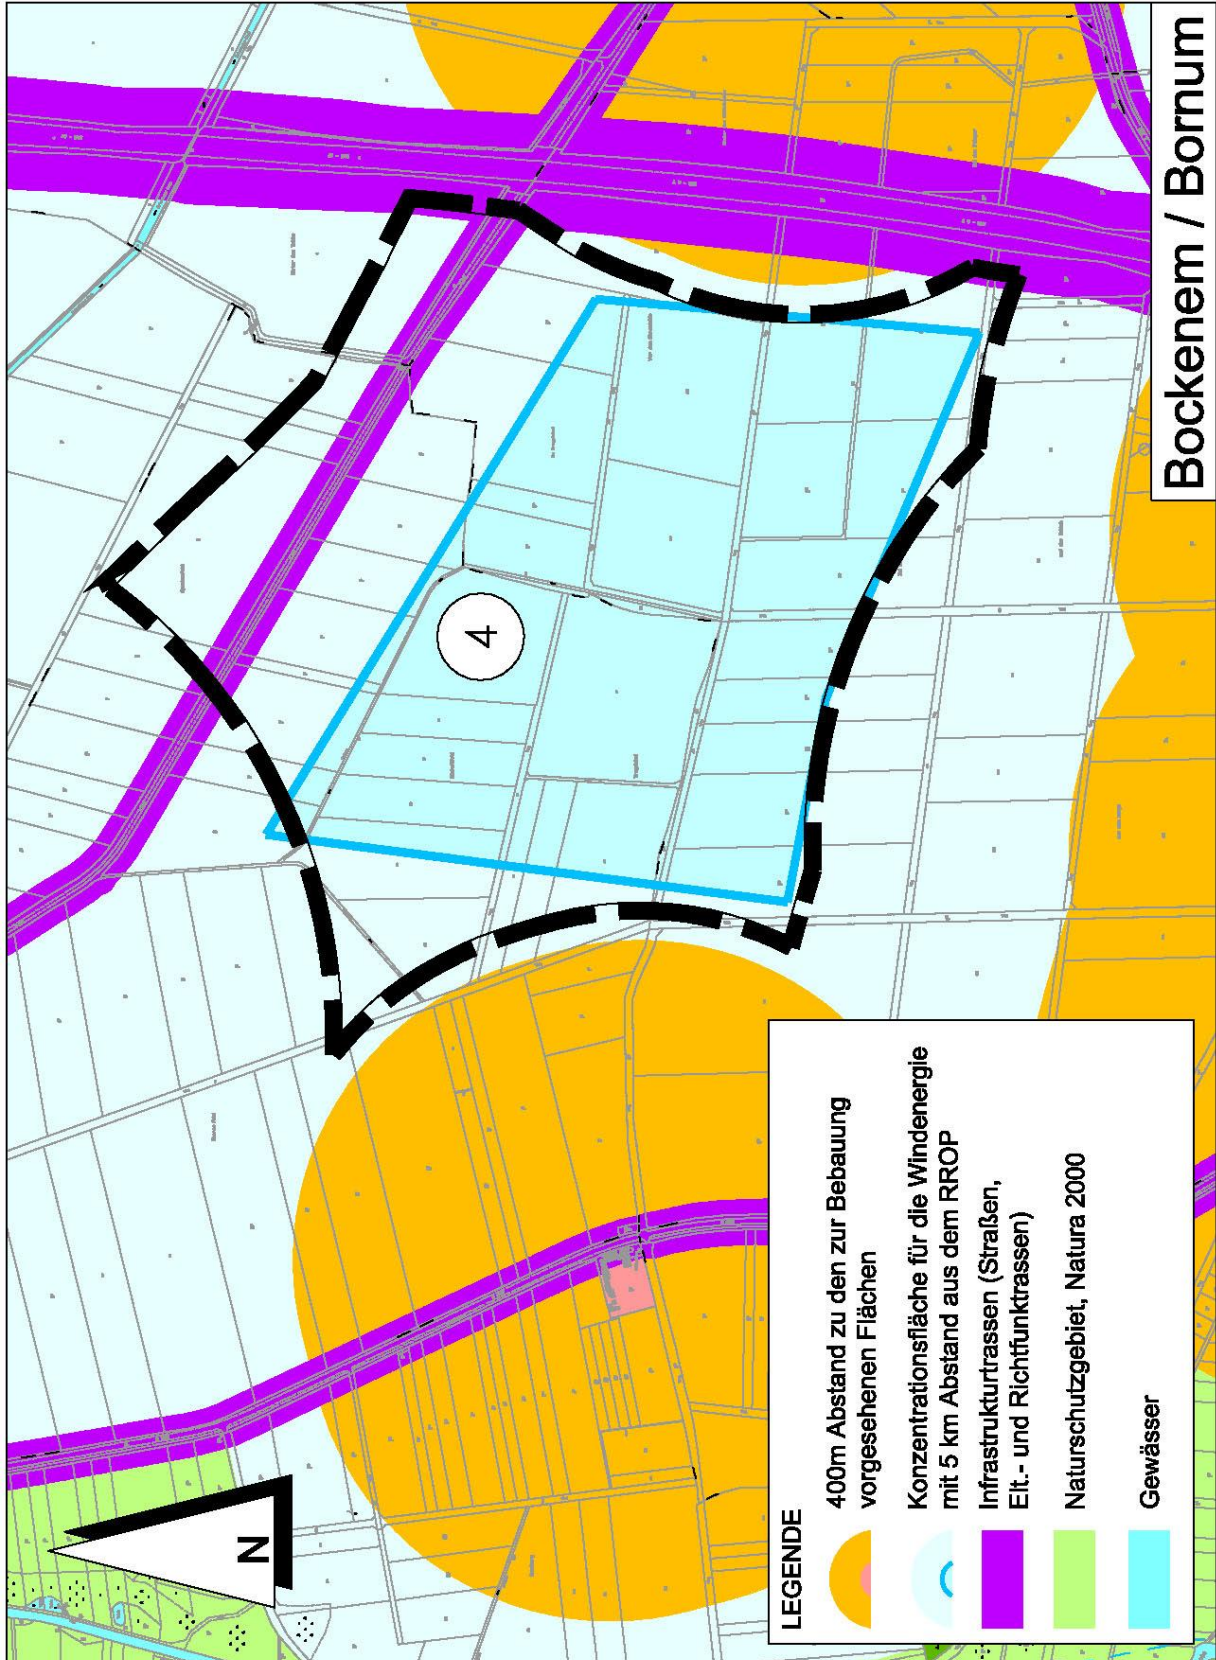 Bockenem / Bornum
4
N
LEGENDE
400m Abstand zu den zur Bebauung
vorgesehenen Flächen
Konzentrationsfläche für die Windenergie
mit 5 km Abstand aus dem RROP
Infrastrukturtrassen (Straßen,
Elt.- und Richtfunktrassen)
Naturschutzgebiet, Natura 2000
Gewässer